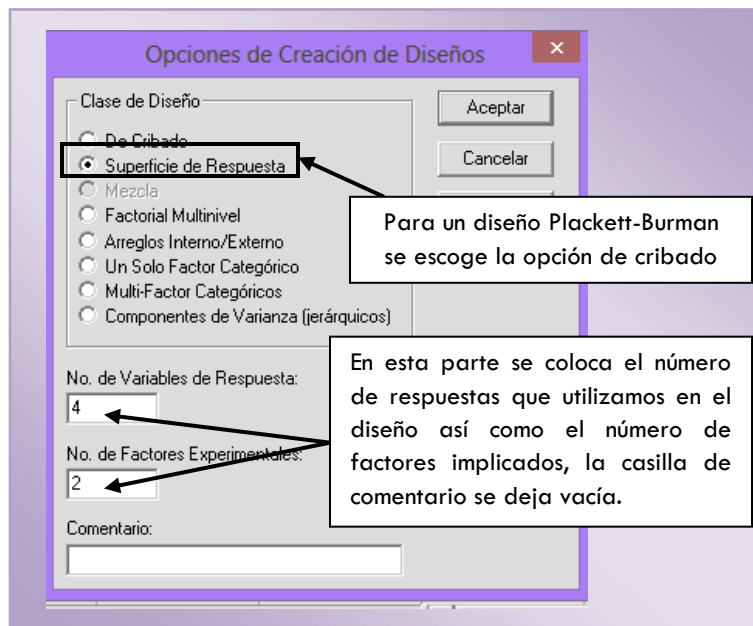 Opciones de Creación de Diseños
Clase de Diseño
De Cribado
Superficie de Respuesta
Mezcla
Factorial Multinivel
Arreglos Interno/Externo
Un Solo Factor Categórico
Multi-Factor Categóricos
Componentes de Varianza (jerárquicos)
Aceptar
Cancelar
Para un diseño Plackett-Burman
se escoge la opción de cribado
No. de Variables de Respuesta:
4
No. de Factores Experimentales:
2
Comentario:
En esta parte se coloca el número
de respuestas que utilizamos en el
diseño así como el número de
factores implicados, la casilla de
comentario se deja vacía.